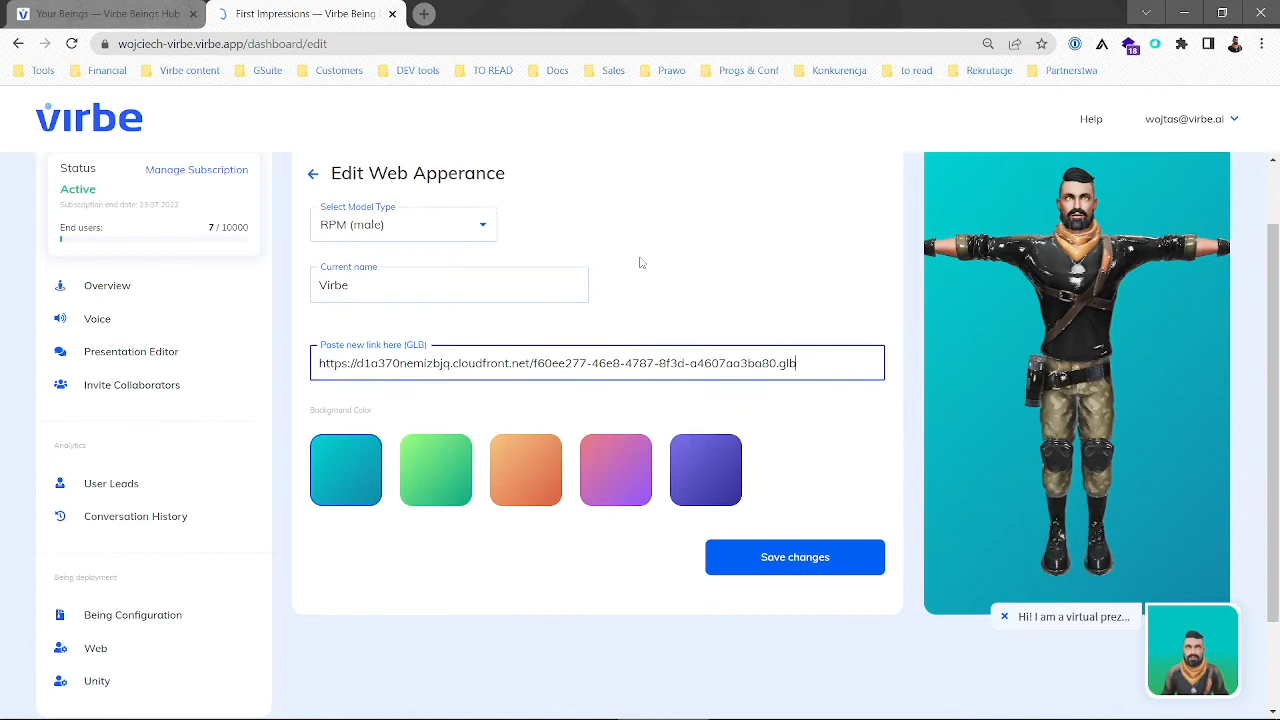 Your Beings — Virbe Beings Hub
First Impressions — Virbe Being
wojciech-virbe.virbe.app/dashboard/edit
18
Tools
Financial
Virbe content
GSuite
Customers
DEV tools
TO READ
Docs
Sales
Prawo
Progs & Conf
Konkurencja
to read
Rekrutacje
Partnerstwa
virbe
Help
wojtas@virbe.ai
Status
Manage Subscription
Active
Subscription end date: 23.07.2022
End users:
7 / 10000
Overview
Voice
Presentation Editor
Invite Collaborators
Analytics
User Leads
Conversation History
Being deployment
Being Configuration
Web
Unity
Edit Web Apperance
Select Model Type
RPM (male)
Current name
Virbe
Paste new link here (GLB)
https://d1a370nemizbjq.cloudfront.net/f60ee277-46e8-4787-8f3d-a4607aa3ba80.glb
Background Color
Save changes
Hi! I am a virtual prez...